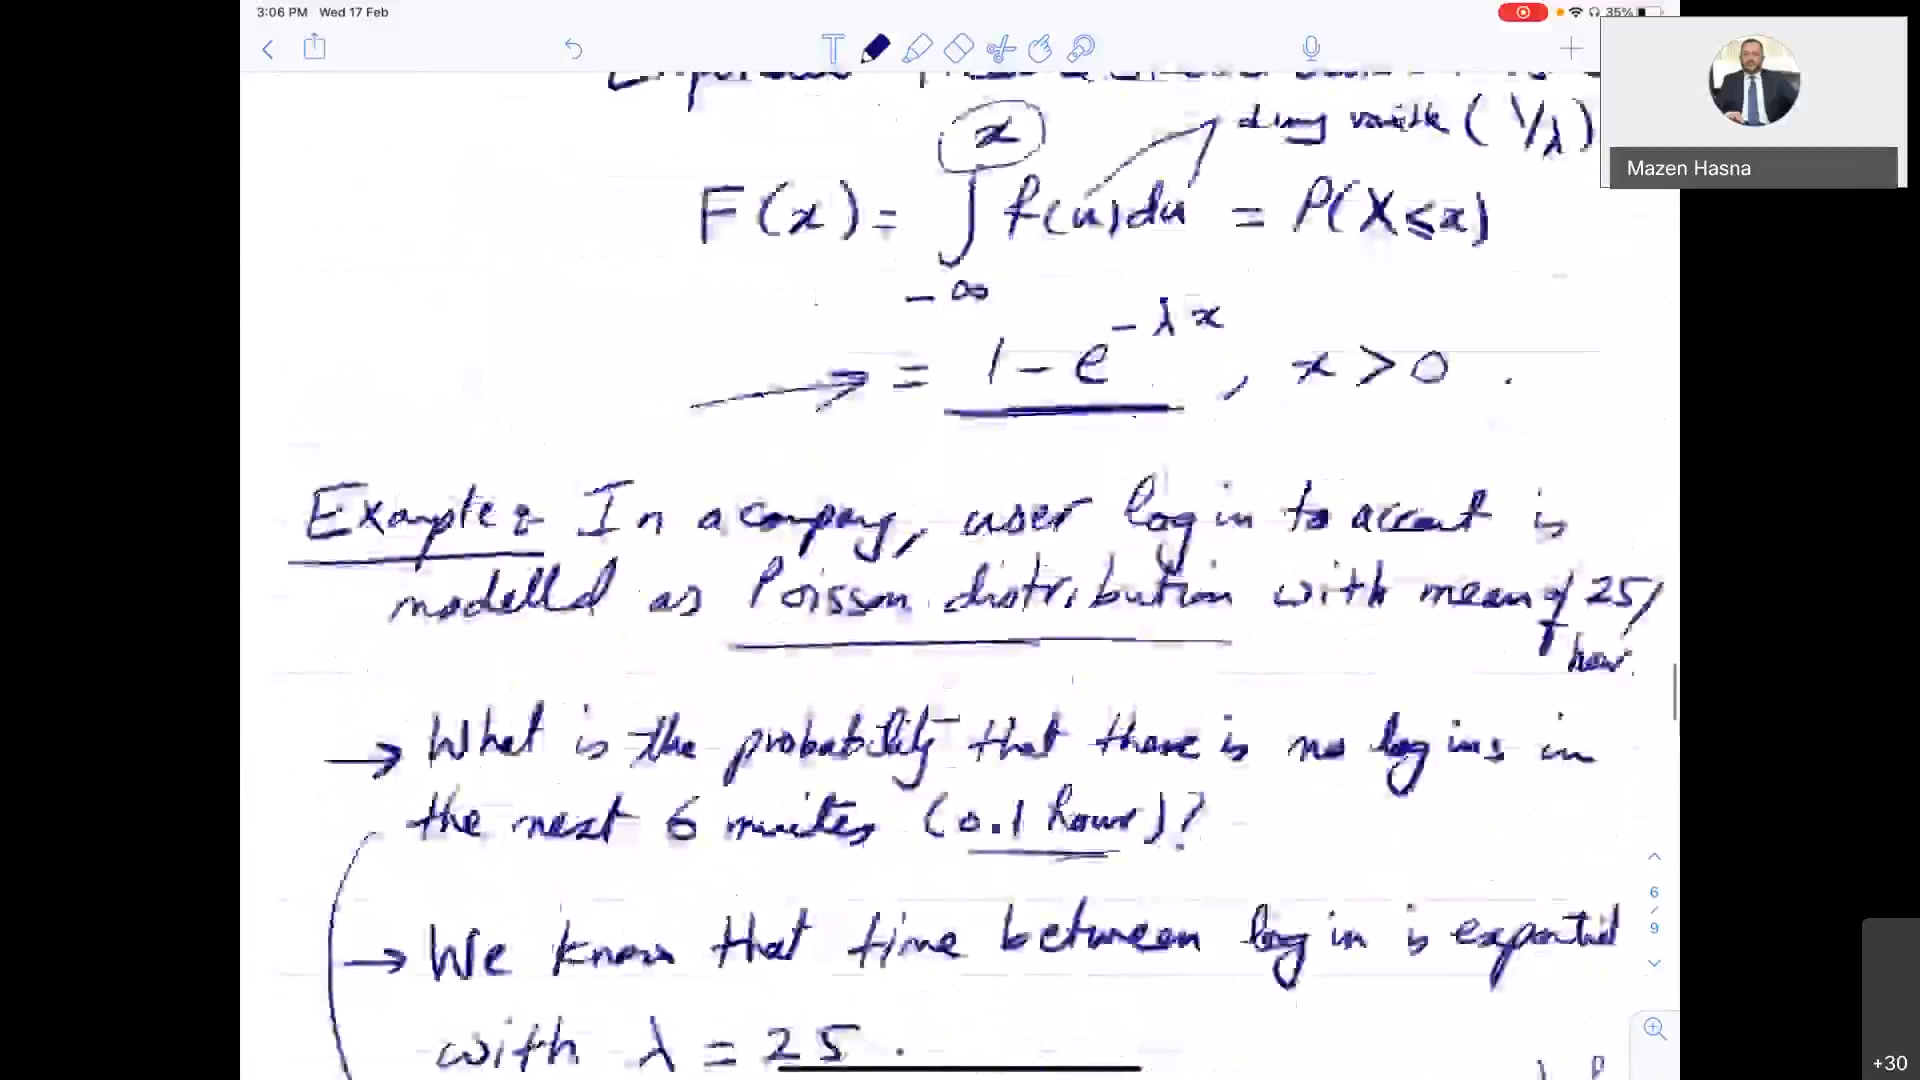 3:06 PM Wed 17 Feb
35%
Mazen Hasna
x
(1/λ)
F(x) = ∫ f(u)du = P(X ≤ x)
- ∞
= 1 - e^{-λx} , x > 0 .
Example: In a company, user log in to account is
modelled as Poisson distribution with mean of 25/
hour.
→ What is the probability that there is no log ins in
the next 6 minutes (0.1 hour)?
→ We know that time between log in is exponential
with λ = 25 .
6
/
9
+30